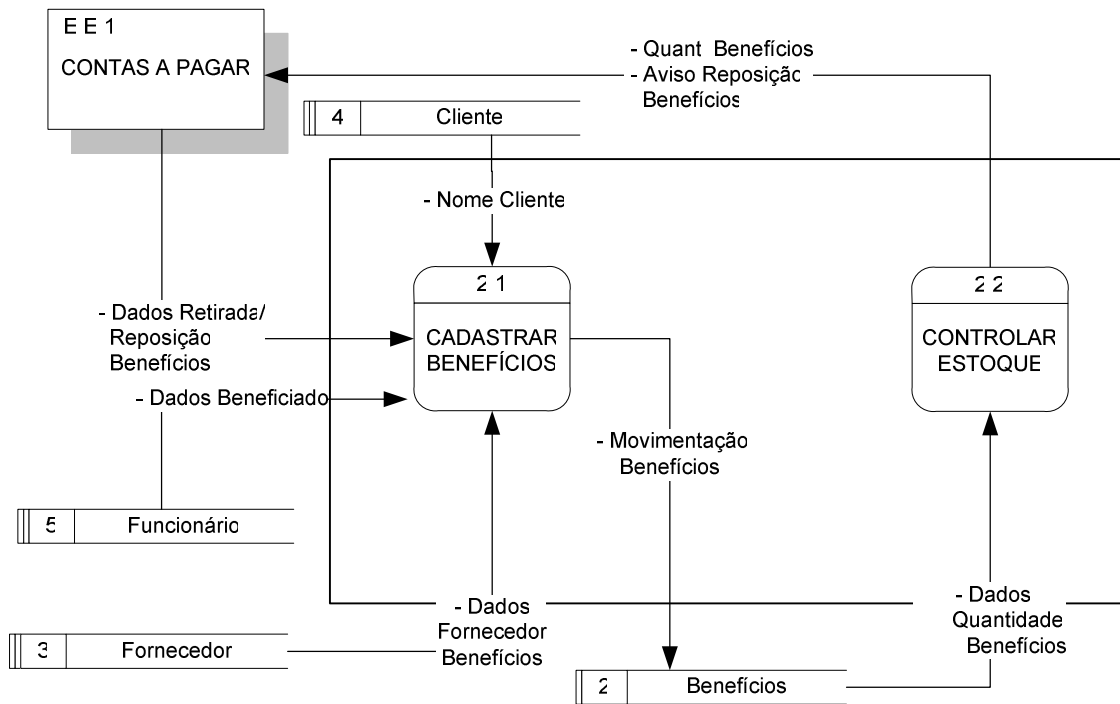 E E 1
CONTAS A PAGAR
- Quant Benefícios
- Aviso Reposição
Benefícios
4 Cliente
- Nome Cliente
2 1
CADASTRAR
BENEFÍCIOS
2 2
CONTROLAR
ESTOQUE
- Dados Retirada/
Reposição
Benefícios
- Dados Beneficiado
- Movimentação
Benefícios
5 Funcionário
- Dados
Fornecedor
Benefícios
- Dados
Quantidade
Benefícios
3 Fornecedor
2 Benefícios